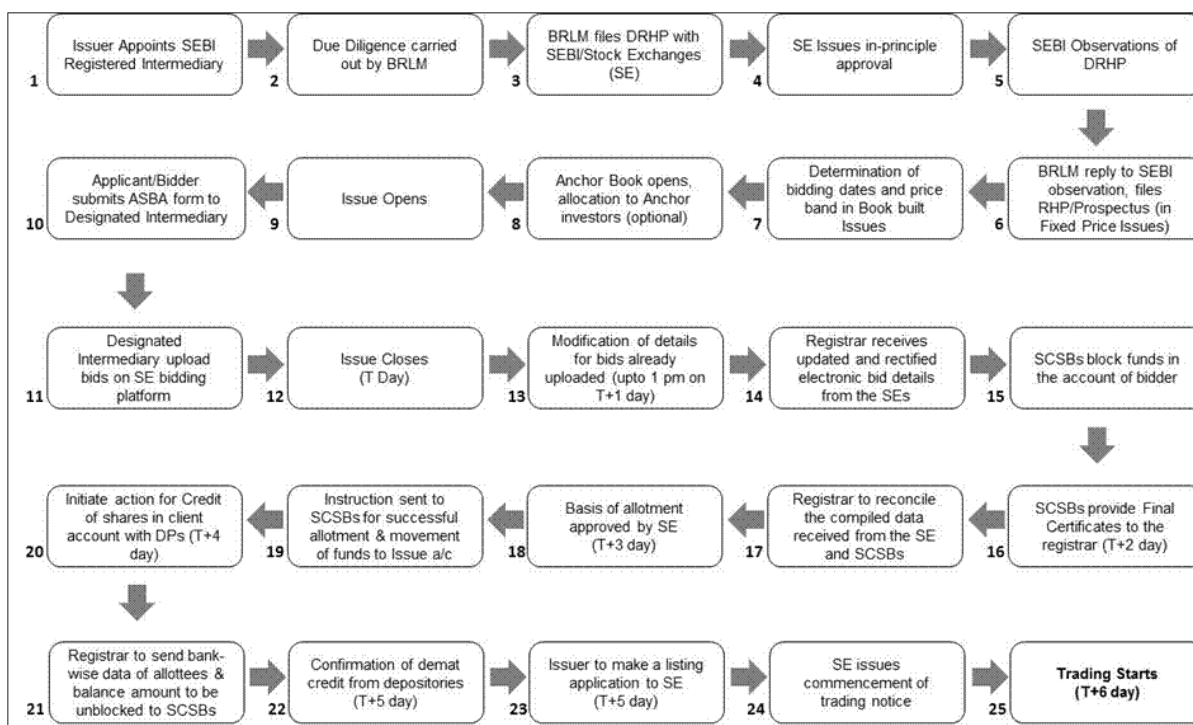 Issuer Appoints SEBI
Registered Intermediary
1
Due Diligence carried
out by BRLM
2
BRLM files DRHP with
SEBI/Stock Exchanges
(SE)
3
SE Issues in-principle
approval
4
SEBI Observations of
DRHP
5
BRLM reply to SEBI
observation, files
RHP/Prospectus (in
Fixed Price Issues)
6
Determination of
bidding dates and price
band in Book built
Issues
7
Anchor Book opens,
allocation to Anchor
investors (optional)
8
Issue Opens
9
Applicant/Bidder
submits ASBA form to
Designated Intermediary
10
Designated
Intermediary upload
bids on SE bidding
platform
11
Issue Closes
(T Day)
12
Modification of details
for bids already
uploaded (upto 1 pm on
T+1 day)
13
Registrar receives
updated and rectified
electronic bid details
from the SEs
14
SCSBs block funds in
the account of bidder
15
SCSBs provide Final
Certificates to the
registrar (T+2 day)
16
Registrar to reconcile
the compiled data
received from the SE
and SCSBs
17
Basis of allotment
approved by SE
(T+3 day)
18
Instruction sent to
SCSBs for successful
allotment & movement
of funds to Issue a/c
19
Initiate action for Credit
of shares in client
account with DPs (T+4
day)
20
Registrar to send bank-
wise data of allottees &
balance amount to be
unblocked to SCSBs
21
Confirmation of demat
credit from depositories
(T+5 day)
22
Issuer to make a listing
application to SE
(T+5 day)
23
SE issues
commencement of
trading notice
24
Trading Starts
(T+6 day)
25